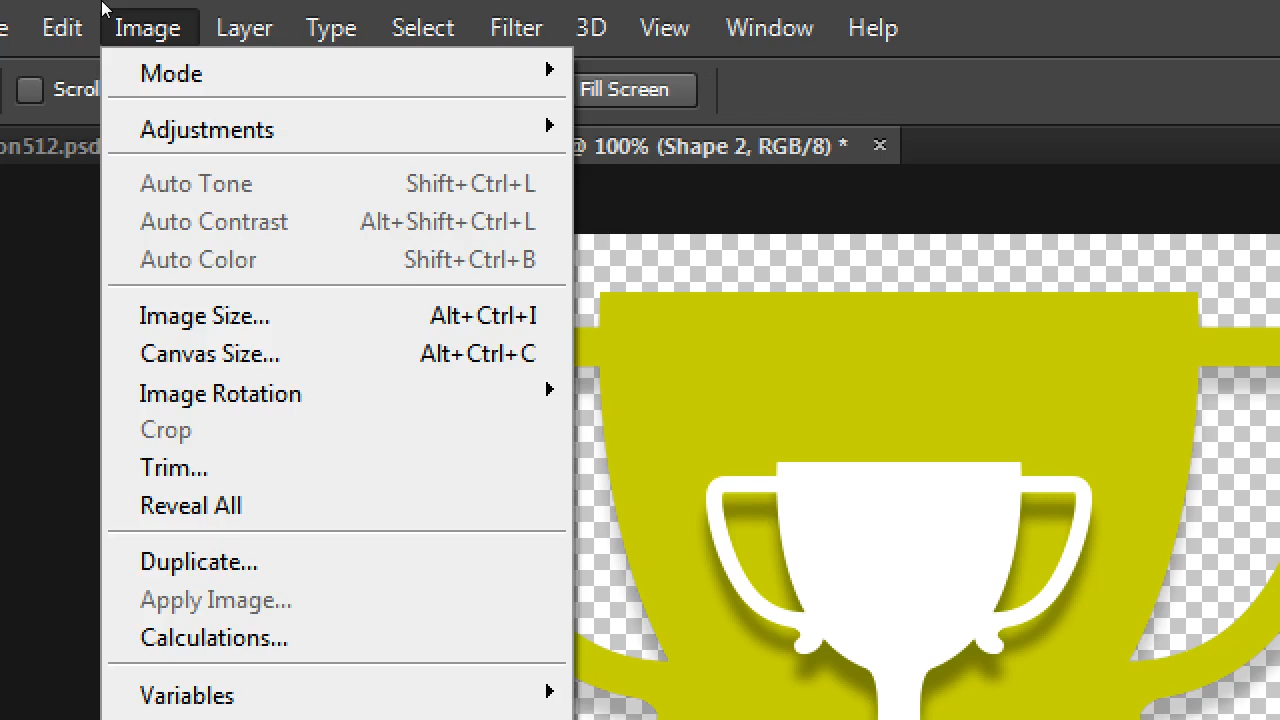 e Edit Image Layer Type Select Filter 3D View Window Help
Scrol Fill Screen
on512.psd @ 100% (Shape 2, RGB/8) * ×
Mode
Adjustments
Auto Tone Shift+Ctrl+L
Auto Contrast Alt+Shift+Ctrl+L
Auto Color Shift+Ctrl+B
Image Size... Alt+Ctrl+I
Canvas Size... Alt+Ctrl+C
Image Rotation
Crop
Trim...
Reveal All
Duplicate...
Apply Image...
Calculations...
Variables